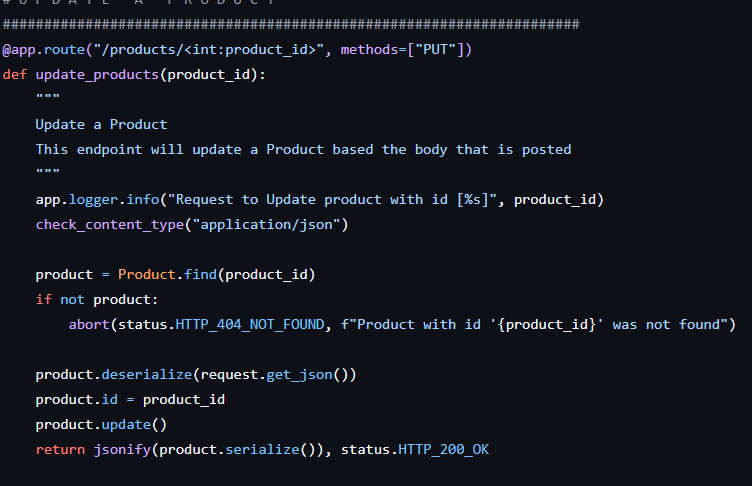 # U P D A T E   A   P R O D U C T
######################################################################
@app.route("/products/<int:product_id>", methods=["PUT"])
def update_products(product_id):
    """
    Update a Product
    This endpoint will update a Product based the body that is posted
    """
    app.logger.info("Request to Update product with id [%s]", product_id)
    check_content_type("application/json")

    product = Product.find(product_id)
    if not product:
        abort(status.HTTP_404_NOT_FOUND, f"Product with id '{product_id}' was not found")

    product.deserialize(request.get_json())
    product.id = product_id
    product.update()
    return jsonify(product.serialize()), status.HTTP_200_OK